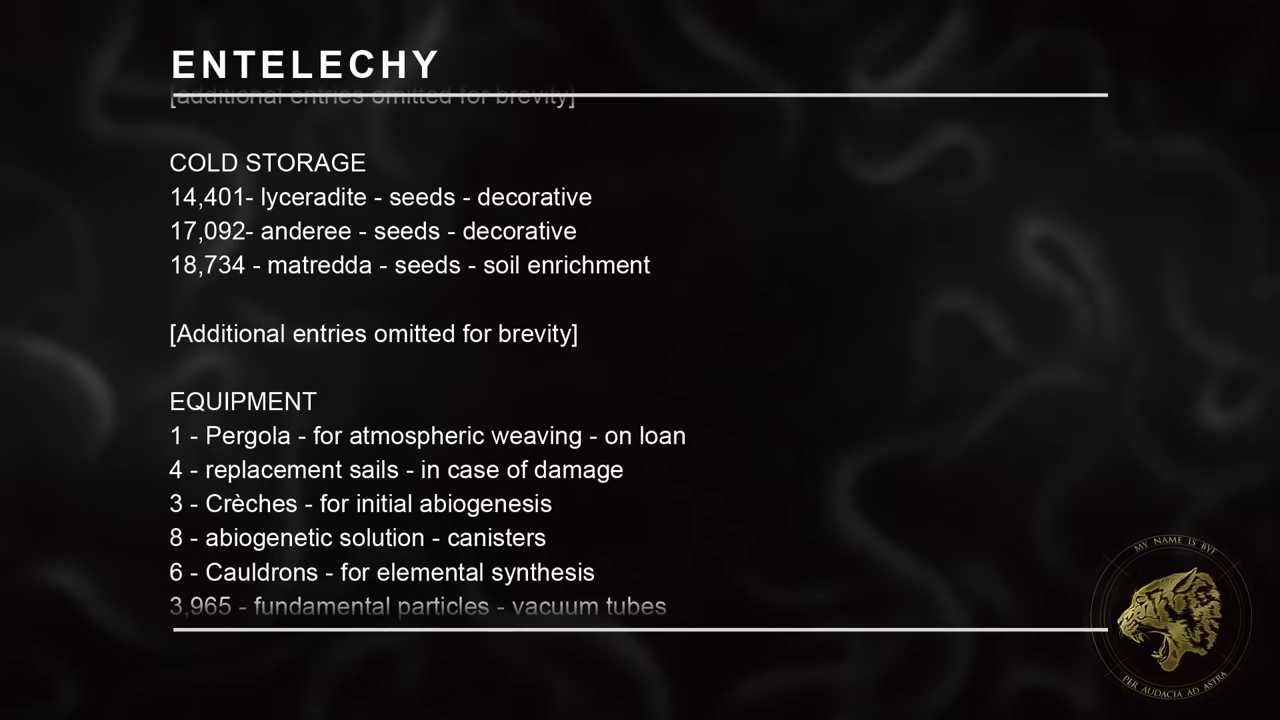 ENTELECHY
[additional entries omitted for brevity]
COLD STORAGE
14,401- lyceradite - seeds - decorative
17,092- anderee - seeds - decorative
18,734 - matredda - seeds - soil enrichment
[Additional entries omitted for brevity]
EQUIPMENT
1 - Pergola - for atmospheric weaving - on loan
4 - replacement sails - in case of damage
3 - Crèches - for initial abiogenesis
8 - abiogenetic solution - canisters
6 - Cauldrons - for elemental synthesis
3,965 - fundamental particles - vacuum tubes
MY NAME IS BYF
PER AUDACIA AD ASTRA